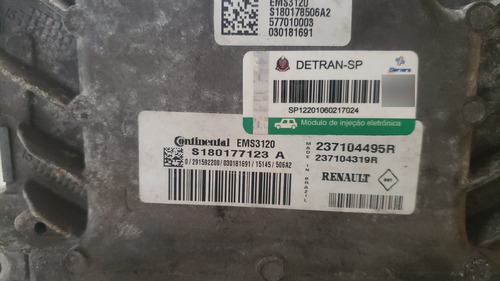 EMS3120
S180178506A2
577010003
030181691
DETRAN-SP
SP12201060217024
Módulo de injeção eletrônica
Continental EMS3120
S180177123 A
0/291592200/030181691/15145/506A2
MADE IN BRAZIL
237104495R
237104319R
RENAULT